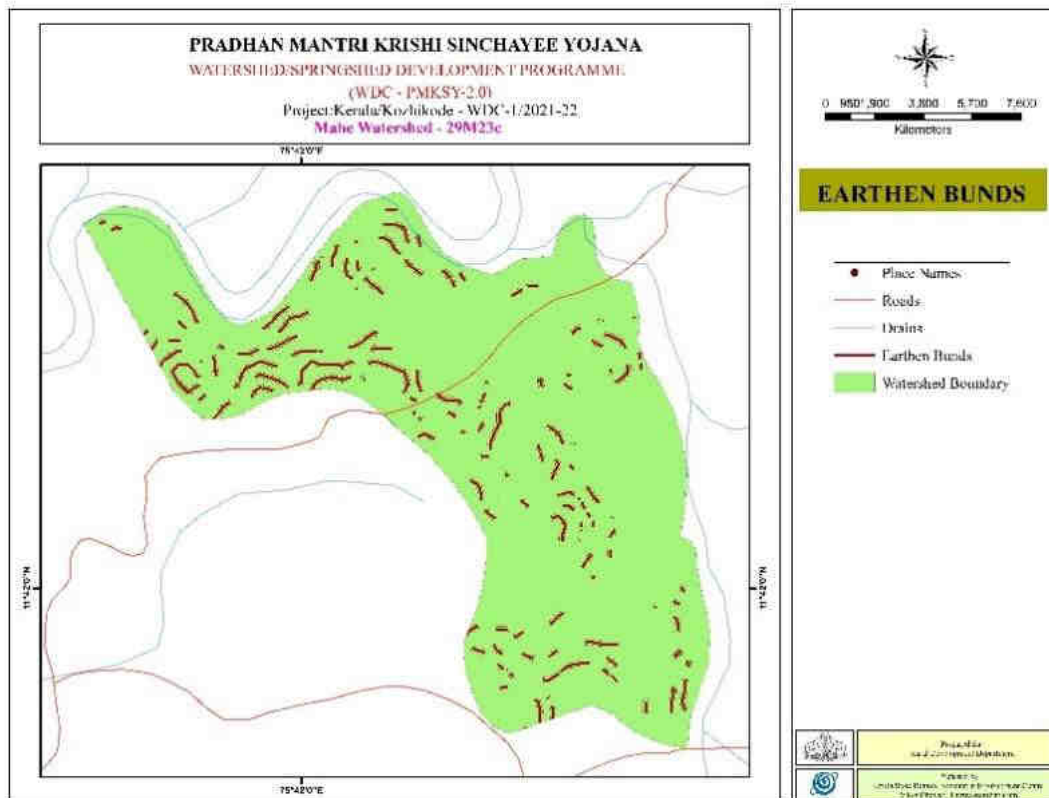 PRADHAN MANTRI KRISHI SINCHAYEE YOJANA
WATERSHED/SPRINGSHED DEVELOPMENT PROGRAMME
(WDC - PMKSY-2.0)
Project:Kerala/Kozhikode - WDC-1/2021-22
Mahe Watershed - 29M23c
75°42'0"E
11°42'0"N
11°42'0"N
75°42'0"E
0 950 1,900 3,800 5,700 7,600
Kilometers
EARTHEN BUNDS
Place Names
Roads
Drains
Earthen Bunds
Watershed Boundary